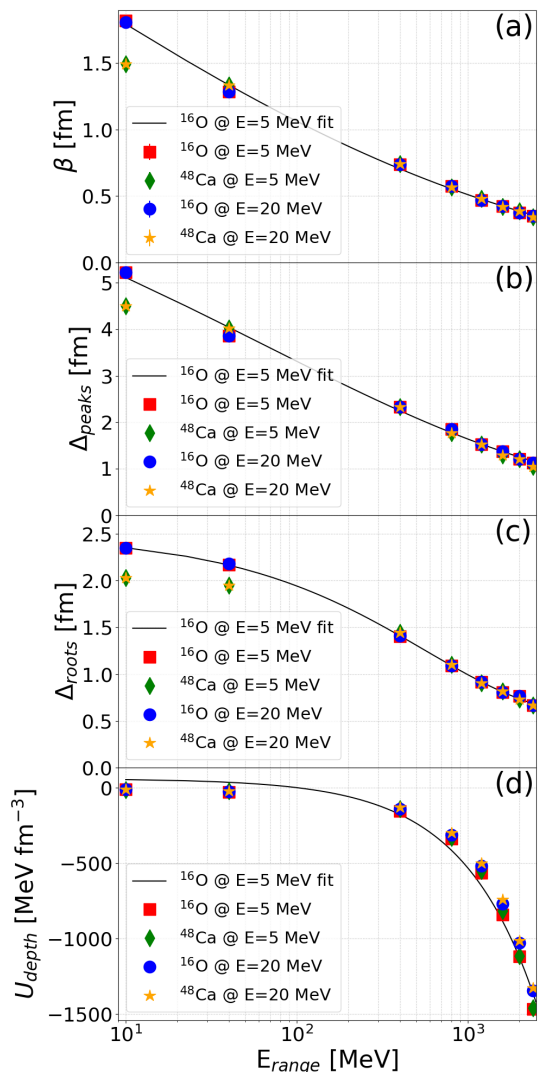 (a)
β [fm]
1.5
1.0
0.5
0.0
¹⁶O @ E=5 MeV fit
¹⁶O @ E=5 MeV
⁴⁸Ca @ E=5 MeV
¹⁶O @ E=20 MeV
⁴⁸Ca @ E=20 MeV
(b)
Δpeaks [fm]
5
4
3
2
1
0
¹⁶O @ E=5 MeV fit
¹⁶O @ E=5 MeV
⁴⁸Ca @ E=5 MeV
¹⁶O @ E=20 MeV
⁴⁸Ca @ E=20 MeV
(c)
Δroots [fm]
2.5
2.0
1.5
1.0
0.5
0.0
¹⁶O @ E=5 MeV fit
¹⁶O @ E=5 MeV
⁴⁸Ca @ E=5 MeV
¹⁶O @ E=20 MeV
⁴⁸Ca @ E=20 MeV
(d)
Udepth [MeV fm⁻³]
0
−500
−1000
−1500
¹⁶O @ E=5 MeV fit
¹⁶O @ E=5 MeV
⁴⁸Ca @ E=5 MeV
¹⁶O @ E=20 MeV
⁴⁸Ca @ E=20 MeV
10¹ 10² 10³
Erange [MeV]